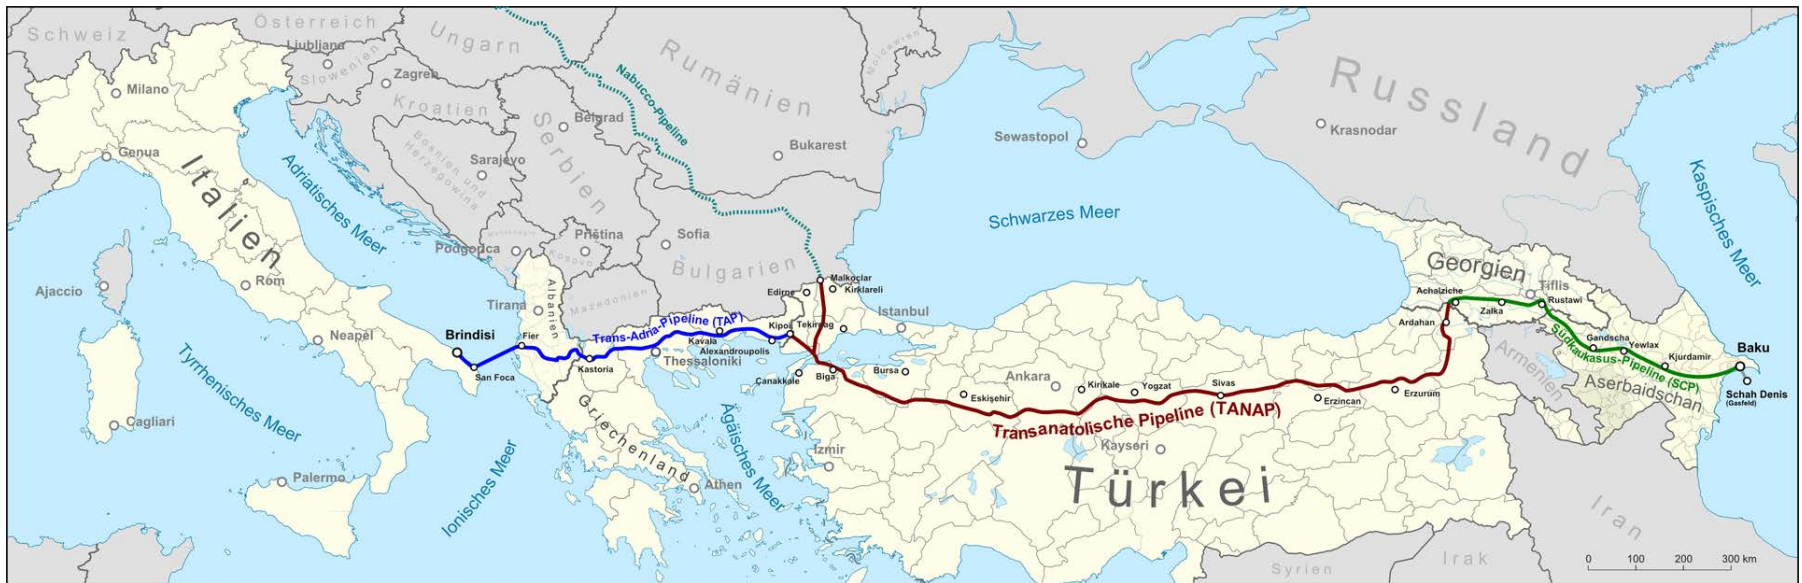 Schweiz
Österreich
Ljubljana
Slowenien
Ungarn
Zagreb
Kroatien
Milano
Genua
Italien
Adriatisches Meer
Bosnien und
Herzegowina
Sarajevo
Serbien
Belgrad
Nabucco-Pipeline
Rumänien
Moldawien
Bukarest
Sewastopol
Krasnodar
Russland
Kaspisches Meer
Schwarzes Meer
Podgorica
Priština
Kosovo
Sofia
Bulgarien
Mazedonien
Ajaccio
Rom
Neapel
Tirana
Albanien
Brindisi
San Foca
Fier
Kastoria
Trans-Adria-Pipeline (TAP)
Kavala
Alexandroupolis
Thessaloniki
Kipoi
Edirne
Malkoclar
Kirklareli
Tekirdag
Istanbul
Çanakkale
Biga
Bursa
Eskişehir
Ankara
Kirikale
Yogzat
Sivas
Erzincan
Erzurum
Ardahan
Achalziche
Georgien
Tiflis
Zalka
Rustawi
Gandscha
Yewlax
Kjurdamir
Südkaukasus-Pipeline (SCP)
Armenien
Aserbaidschan
Baku
Schah Denis
(Gasfeld)
Transanatolische Pipeline (TANAP)
Kayseri
Türkei
Izmir
Tyrrhenisches Meer
Cagliari
Palermo
Ionisches Meer
Griechenland
Athen
Ägäisches Meer
Syrien
Irak
Iran
0 100 200 300 km